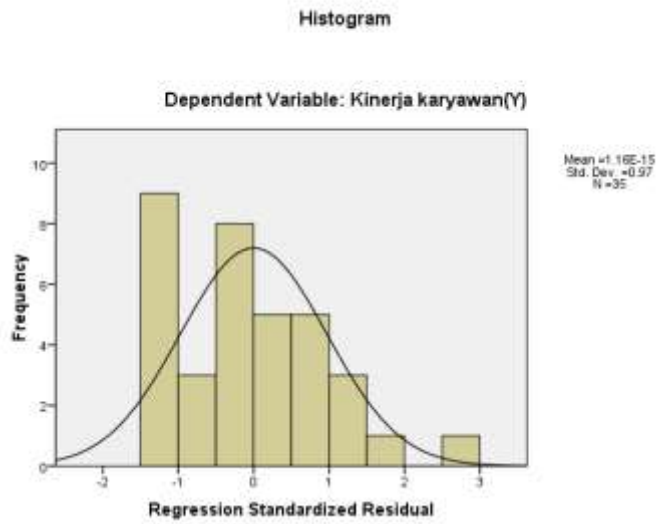 Histogram
Dependent Variable: Kinerja karyawan(Y)
Mean =1.16E-15
Std. Dev. =0.97
N =35
10
8
6
4
2
0
Frequency
-2 -1 0 1 2 3
Regression Standardized Residual